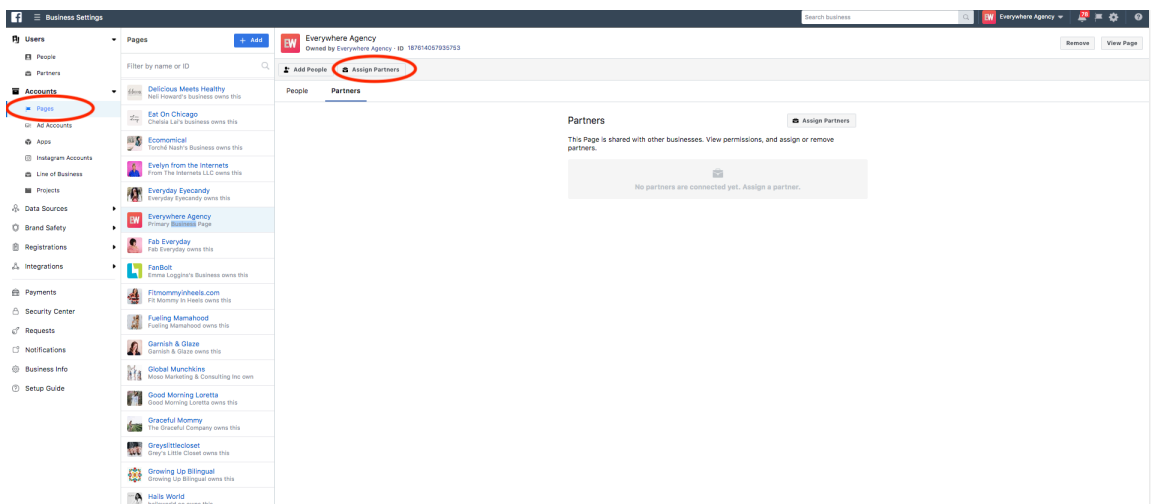 Business Settings
Search business
EW
Everywhere Agency
78
Users
People
Partners
Accounts
Pages
Ad Accounts
Apps
Instagram Accounts
Line of Business
Projects
Data Sources
Brand Safety
Registrations
Integrations
Payments
Security Center
Requests
Notifications
Business Info
Setup Guide
Pages
+ Add
Filter by name or ID
Delicious Meets Healthy
Neli Howard's business owns this
Eat On Chicago
Chelsia Lai's business owns this
Ecomomical
Torché Nash's Business owns this
Evelyn from the Internets
From The Internets LLC owns this
Everyday Eyecandy
Everyday Eyecandy owns this
EW
Everywhere Agency
Primary Business Page
Fab Everyday
Fab Everyday owns this
FanBolt
Emma Loggins's Business owns this
Fitmommyinheels.com
Fit Mommy In Heels owns this
Fueling Mamahood
Fueling Mamahood owns this
Garnish & Glaze
Garnish & Glaze owns this
Global Munchkins
Moso Marketing & Consulting Inc own
Good Morning Loretta
Good Morning Loretta owns this
Graceful Mommy
The Graceful Company owns this
Greyslittlecloset
Grey's Little Closet owns this
Growing Up Bilingual
Growing Up Bilingual owns this
Hails World
EW
Everywhere Agency
Owned by Everywhere Agency - ID 187614057935753
Remove
View Page
Add People
Assign Partners
People
Partners
Partners
Assign Partners
This Page is shared with other businesses. View permissions, and assign or remove
partners.
No partners are connected yet. Assign a partner.